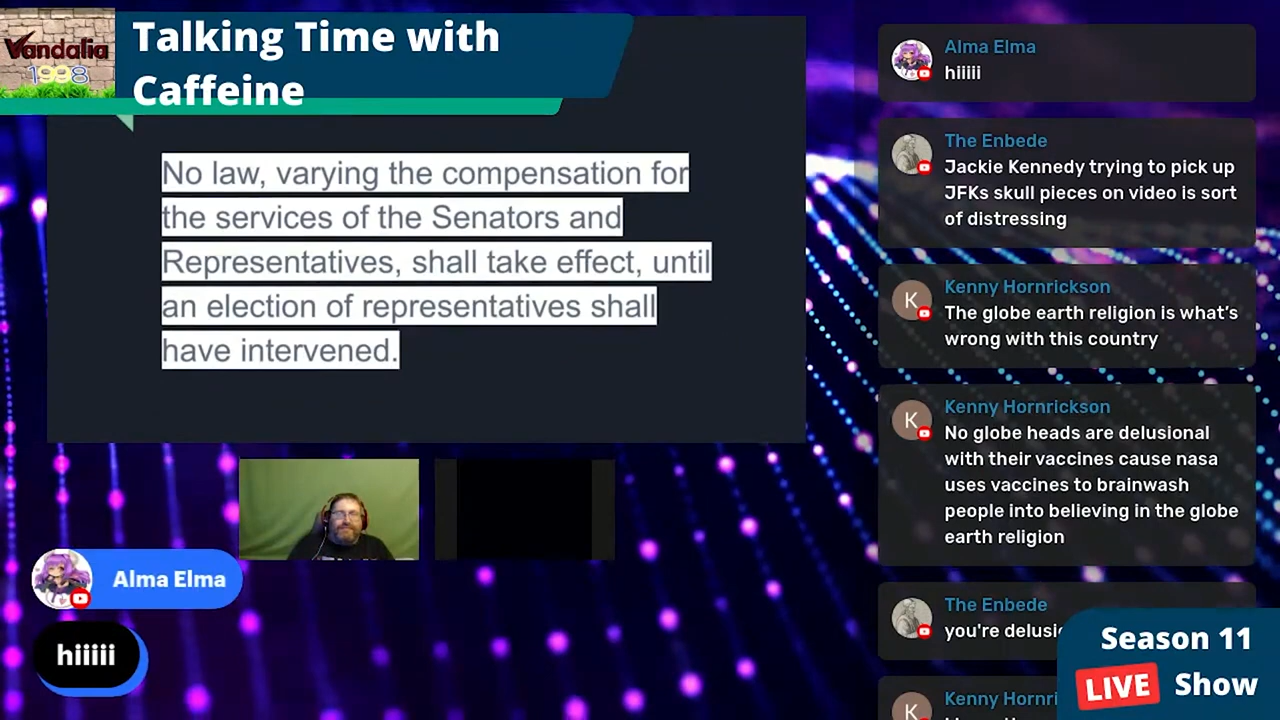 Vandalia
1998
Talking Time with
Caffeine
No law, varying the compensation for
the services of the Senators and
Representatives, shall take effect, until
an election of representatives shall
have intervened.
Alma Elma
hiiiii
Alma Elma
hiiiii
The Enbede
Jackie Kennedy trying to pick up
JFKs skull pieces on video is sort
of distressing
K
Kenny Hornrickson
The globe earth religion is what's
wrong with this country
K
Kenny Hornrickson
No globe heads are delusional
with their vaccines cause nasa
uses vaccines to brainwash
people into believing in the globe
earth religion
The Enbede
you're delusi
K
Kenny Hornri
Season 11
LIVE Show